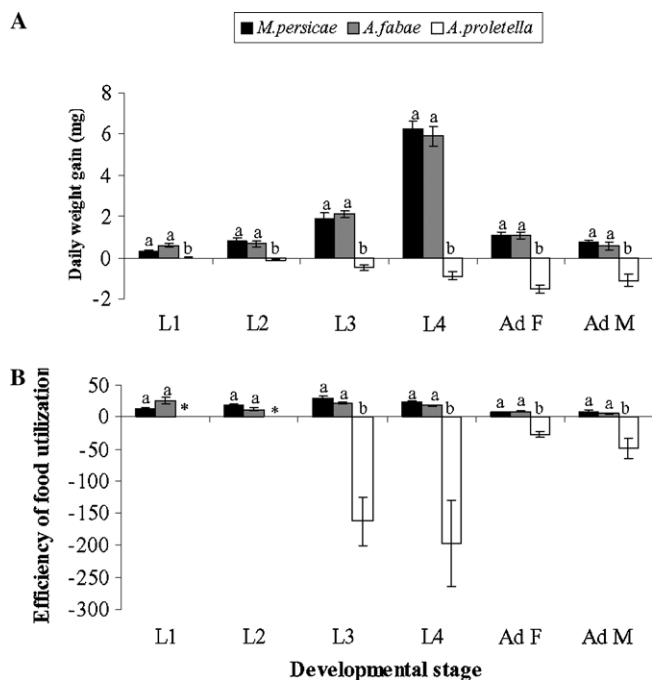 A
M.persicae A.fabae A.proletella
Daily weight gain (mg)
8
6
4
2
0
-2
a a b a a b a a b a a b a a b a a b
L1 L2 L3 L4 Ad F Ad M
B
Efficiency of food utilization
50
0
-50
-100
-150
-200
-250
-300
a a * a a * a a b a a b a a b a a b
L1 L2 L3 L4 Ad F Ad M
Developmental stage